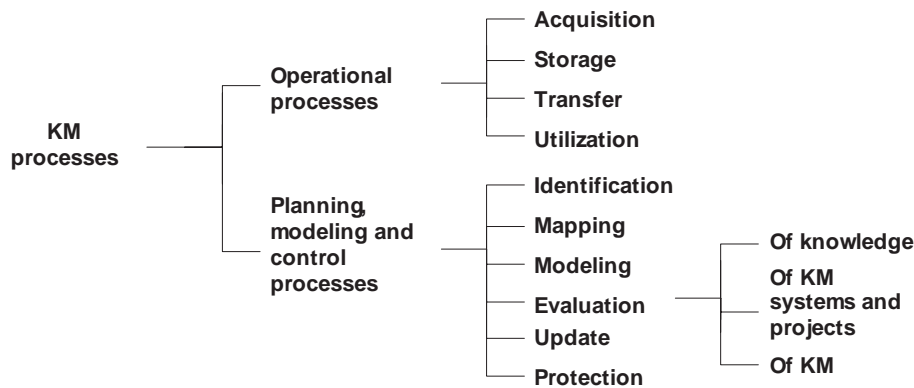 KM
processes
Operational
processes
Acquisition
Storage
Transfer
Utilization
Planning,
modeling and
control
processes
Identification
Mapping
Modeling
Evaluation
Update
Protection
Of knowledge
Of KM
systems and
projects
Of KM